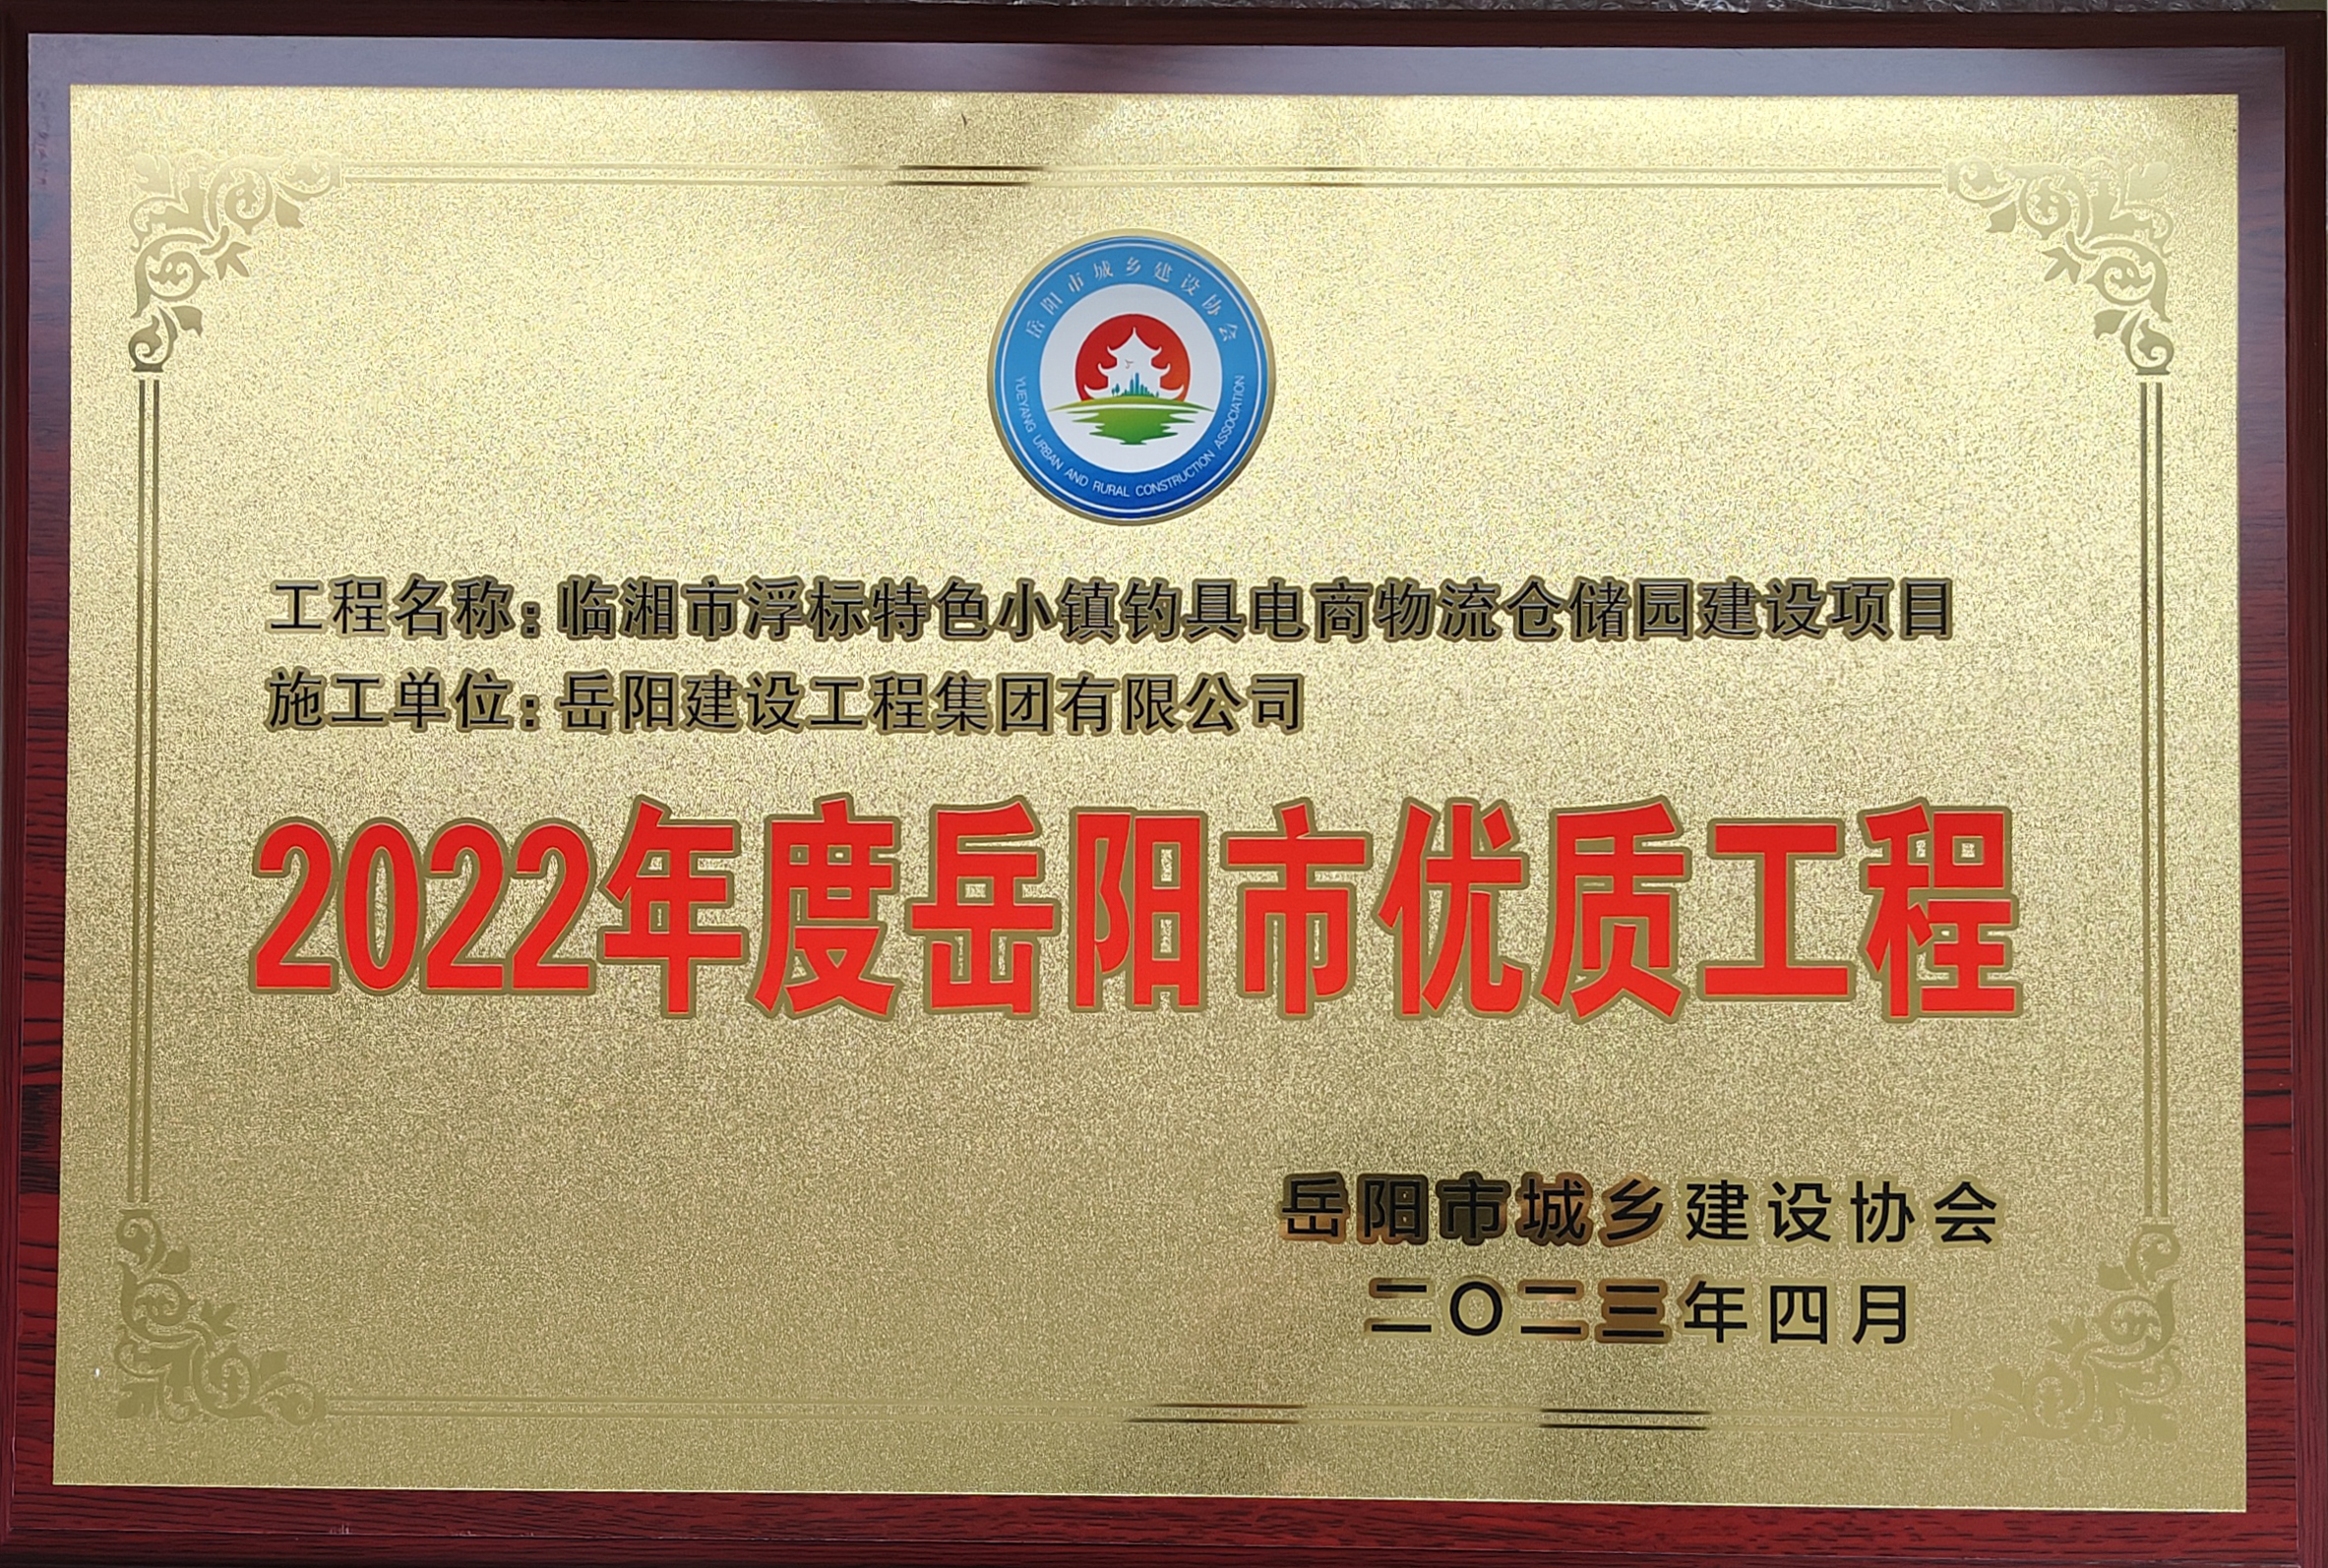 岳阳市城乡建设协会
YUEYANG URBAN AND RURAL CONSTRUCTION ASSOCIATION
工程名称:临湘市浮标特色小镇钓具电商物流仓储园建设项目
施工单位:岳阳建设工程集团有限公司
2022年度岳阳市优质工程
岳阳市城乡建设协会
二〇二三年四月